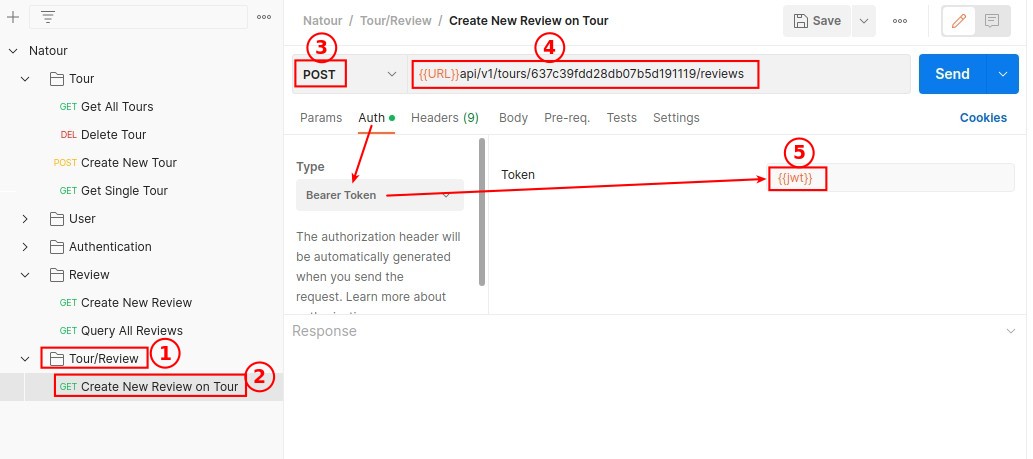 Natour / Tour/Review / Create New Review on Tour
Save
Natour
Tour
GET Get All Tours
DEL Delete Tour
POST Create New Tour
GET Get Single Tour
User
Authentication
Review
GET Create New Review
GET Query All Reviews
Tour/Review
1
GET Create New Review on Tour
2
3
4
POST
{{URL}}api/v1/tours/637c39fdd28db07b5d191119/reviews
Send
Params Auth Headers (9) Body Pre-req. Tests Settings
Cookies
Type
Bearer Token
The authorization header will
be automatically generated
when you send the
request. Learn more about
5
Token
{{jwt}}
Response